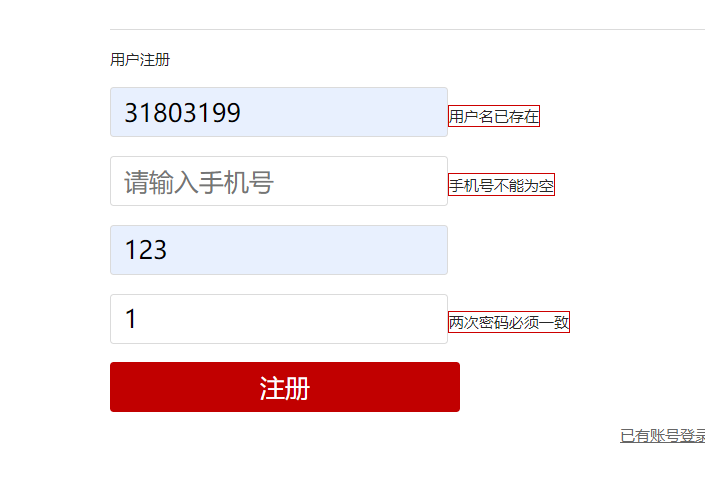 用户注册
31803199 用户名已存在
请输入手机号 手机号不能为空
123
1 两次密码必须一致
注册
已有账号登录